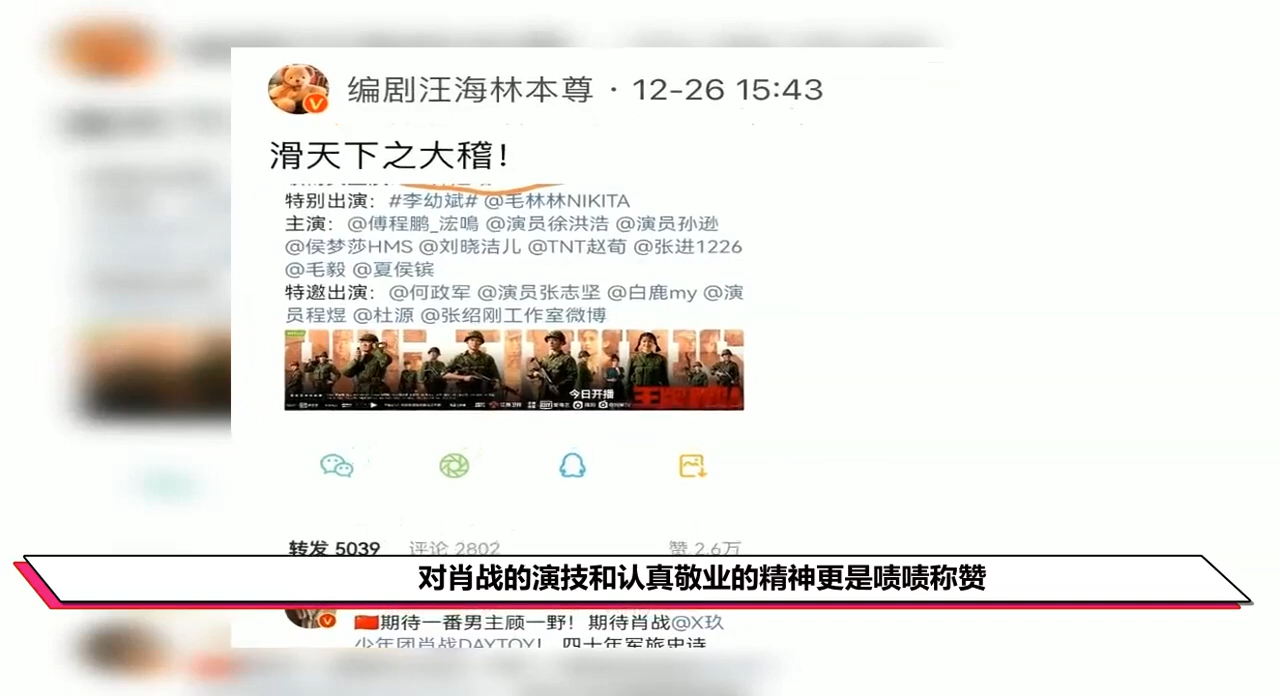 编剧汪海林本尊 · 12-26 15:43
滑天下之大稽!
特别出演：#李幼斌# @毛林林NIKITA
主演：@傅程鹏_浤鳴 @演员徐洪浩 @演员孙逊
@侯梦莎HMS @刘晓洁儿 @TNT赵荀 @张进1226
@毛毅 @夏侯镔
特邀出演：@何政军 @演员张志坚 @白鹿my @演
员程煜 @杜源 @张绍刚工作室微博
今日开播
转发 5039 评论 2802 赞 2.6万
对肖战的演技和认真敬业的精神更是啧啧称赞
🇨🇳期待一番男主顾一野！期待肖战@X玖
少年团肖战DAYTOY! 四十年军旅史诗